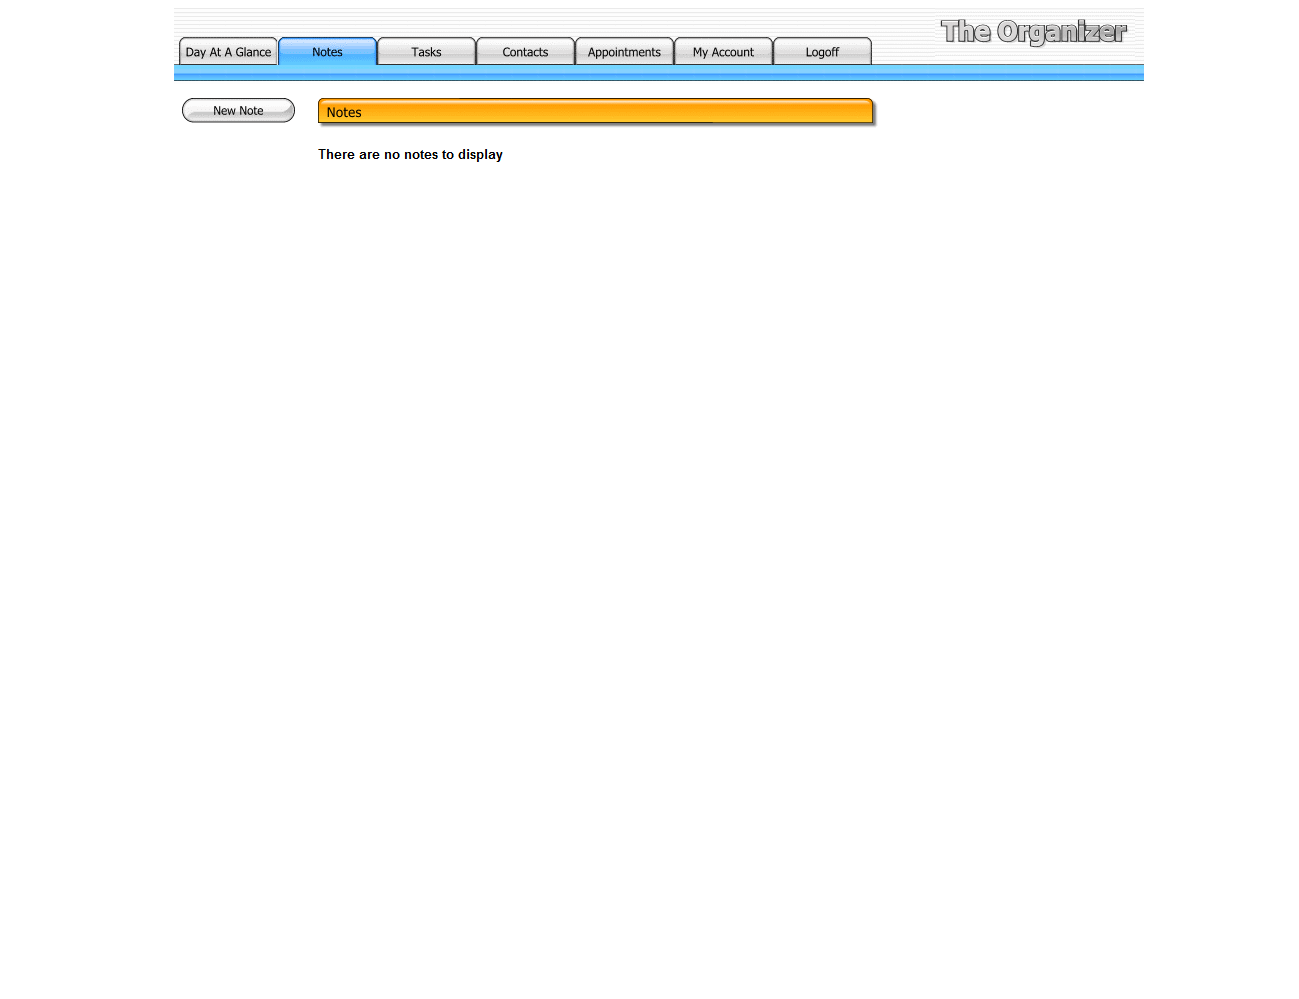 The Organizer
Day At A Glance Notes Tasks Contacts Appointments My Account Logoff
New Note
Notes
There are no notes to display